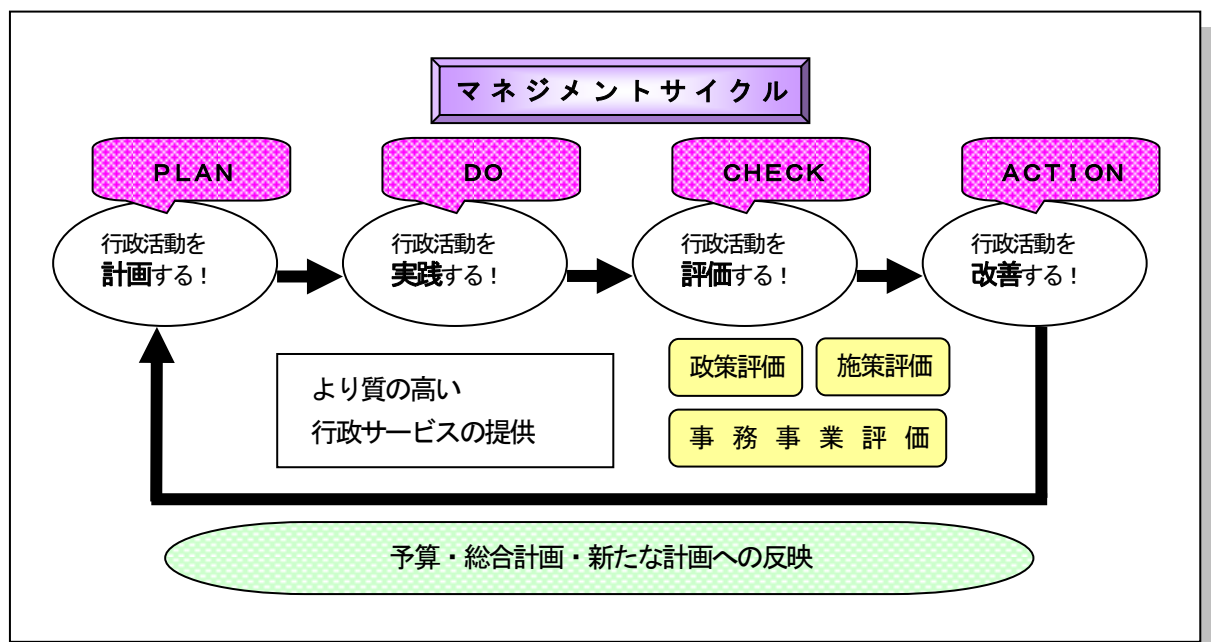 マネジメントサイクル
ＰＬＡＮ
ＤＯ
ＣＨＥＣＫ
ＡＣＴＩＯＮ
行政活動を
計画する！
行政活動を
実践する！
行政活動を
評価する！
行政活動を
改善する！
より質の高い
行政サービスの提供
政策評価
施策評価
事務事業評価
予算・総合計画・新たな計画への反映